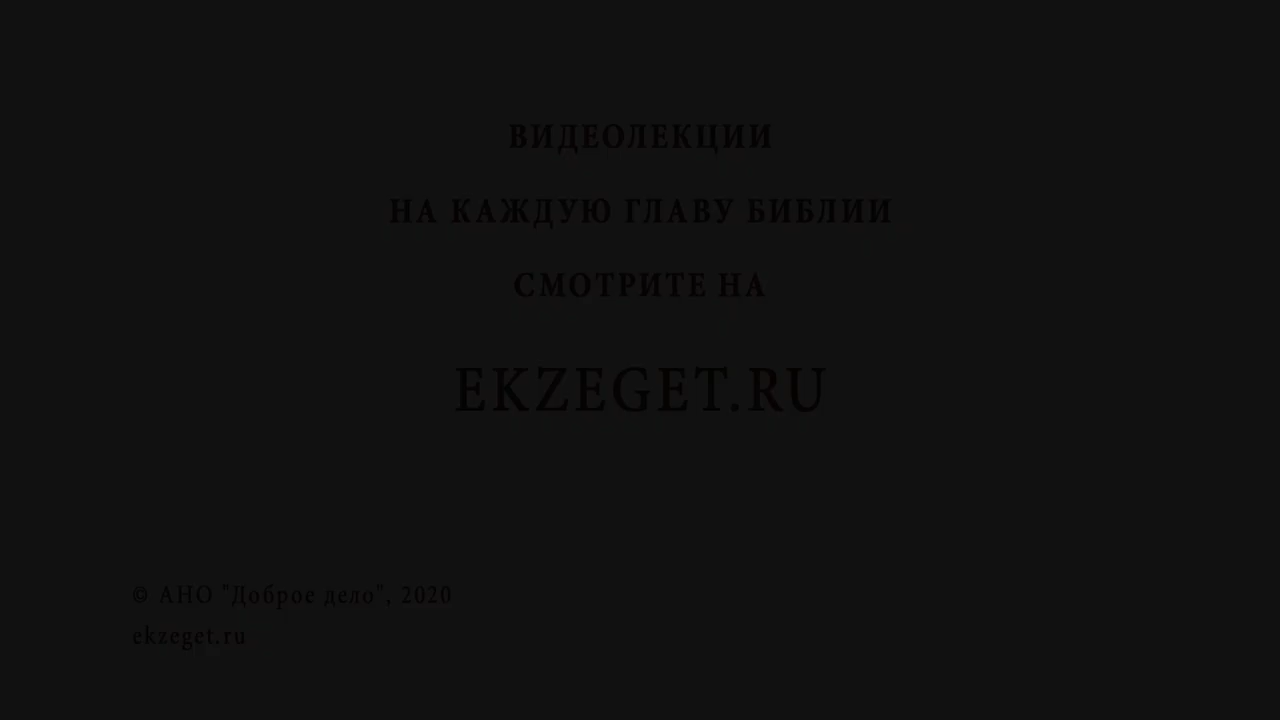 ВИДЕОЛЕКЦИИ
НА КАЖДУЮ ГЛАВУ БИБЛИИ
СМОТРИТЕ НА
EKZEGET.RU
© АНО "Доброе дело", 2020
ekzeget.ru